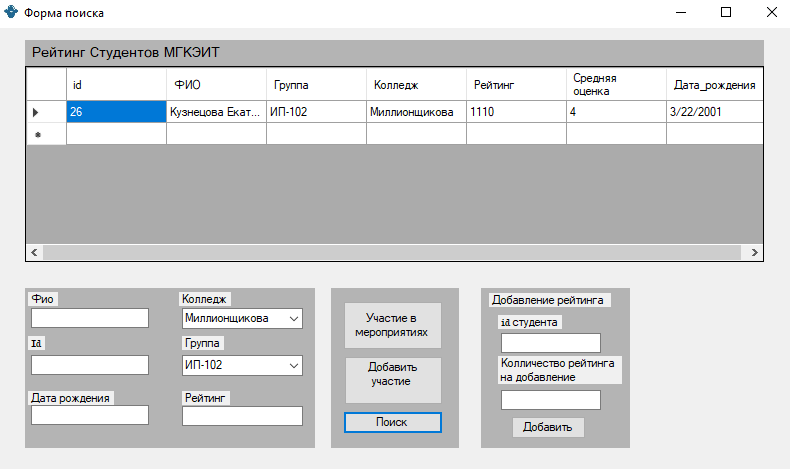 Форма поиска
Рейтинг Студентов МГКЭИТ
id ФИО Группа Колледж Рейтинг Средняя оценка Дата_рождения
26 Кузнецова Екат... ИП-102 Миллионщикова 1110 4 3/22/2001
Фио Колледж
Миллионщикова
Id Группа
ИП-102
Дата рождения Рейтинг
Участие в
мероприятиях
Добавить
участие
Поиск
Добавление рейтинга
id студента
Колличество рейтинга
на добавление
Добавить